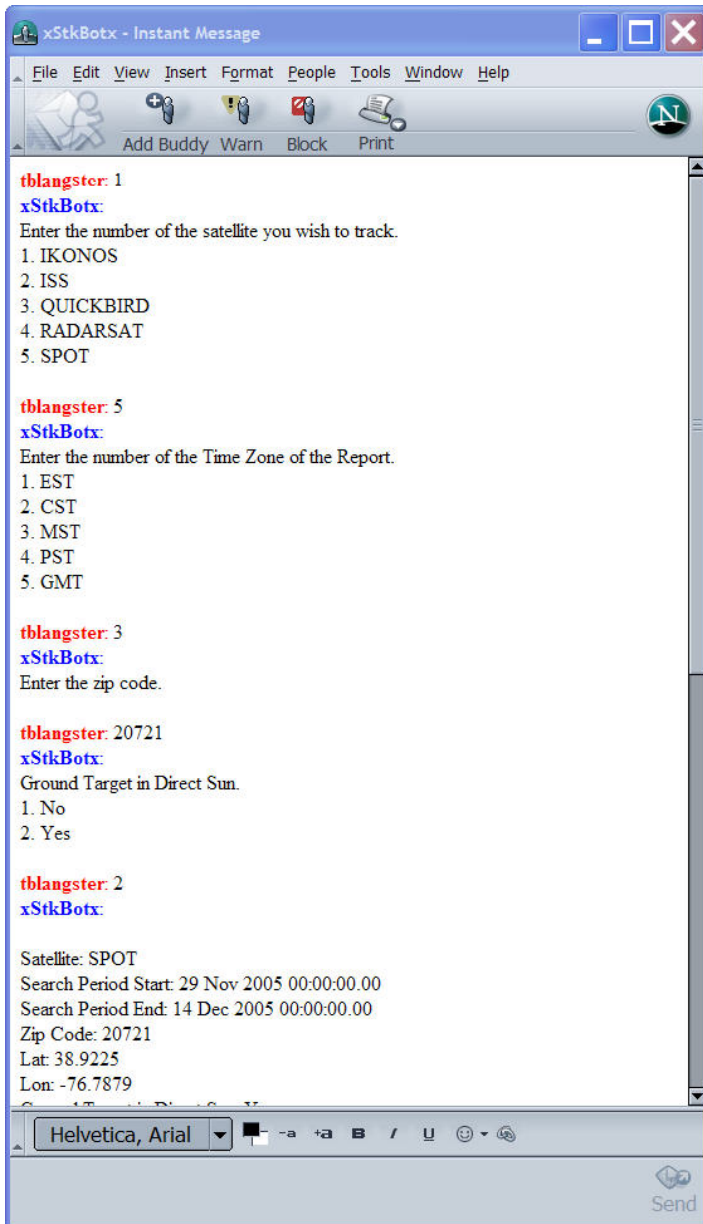 xStkBotx - Instant Message
File Edit View Insert Format People Tools Window Help
N
Add Buddy Warn Block Print
tblangster: 1
xStkBotx:
Enter the number of the satellite you wish to track.
1. IKONOS
2. ISS
3. QUICKBIRD
4. RADARSAT
5. SPOT
tblangster: 5
xStkBotx:
Enter the number of the Time Zone of the Report.
1. EST
2. CST
3. MST
4. PST
5. GMT
tblangster: 3
xStkBotx:
Enter the zip code.
tblangster: 20721
xStkBotx:
Ground Target in Direct Sun.
1. No
2. Yes
tblangster: 2
xStkBotx:
Satellite: SPOT
Search Period Start: 29 Nov 2005 00:00:00.00
Search Period End: 14 Dec 2005 00:00:00.00
Zip Code: 20721
Lat: 38.9225
Lon: -76.7879
Helvetica, Arial -a +a B I U
Send